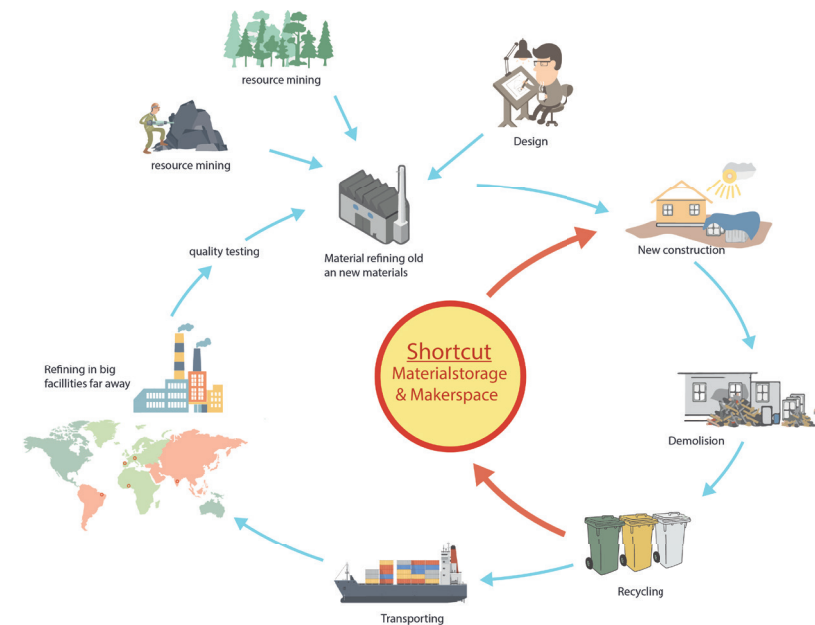 resource mining
Design
resource mining
quality testing
Material refining old
an new materials
New construction
Shortcut
Materialstorage
& Makerspace
Refining in big
facillities far away
Demolision
Recycling
Transporting